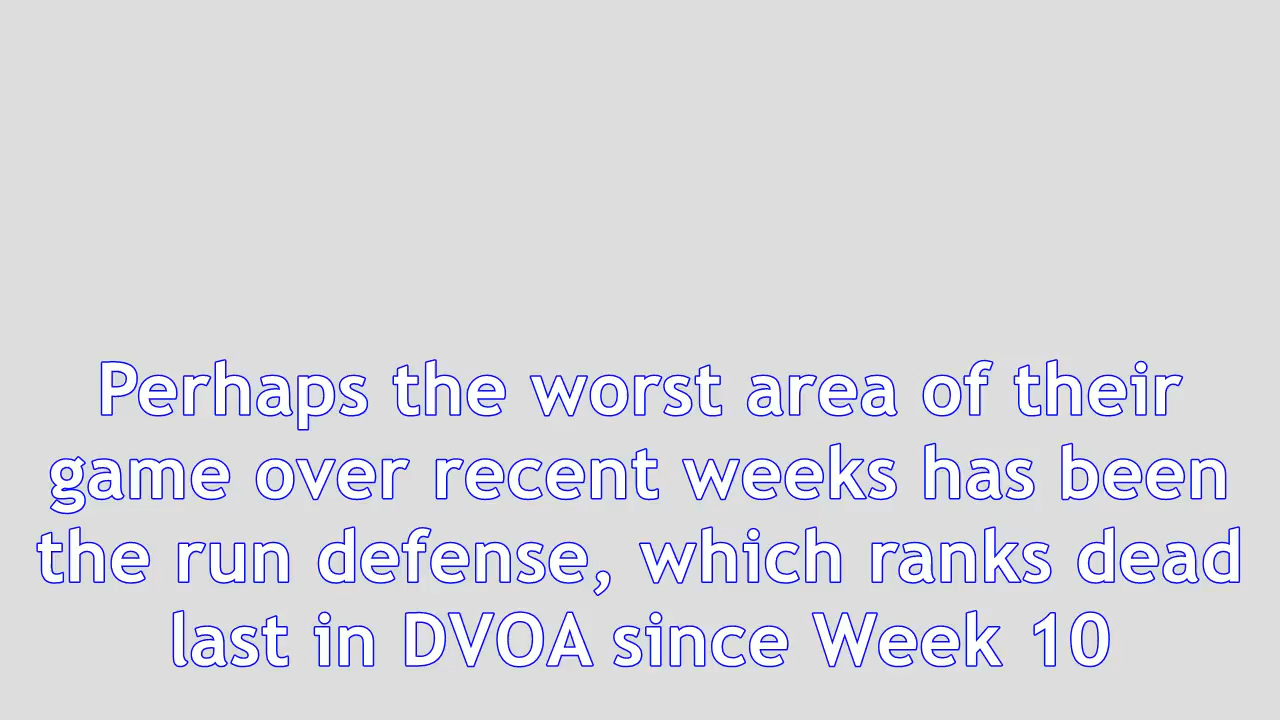 Perhaps the worst area of their
game over recent weeks has been
the run defense, which ranks dead
last in DVOA since Week 10